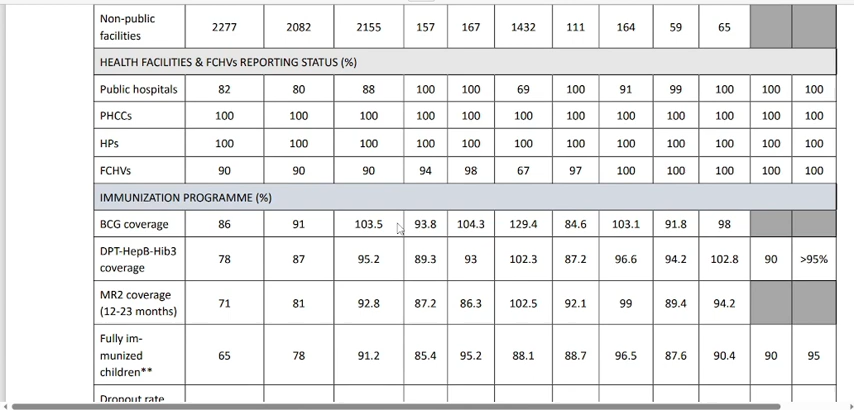 Non-public
facilities 2277 2082 2155 157 167 1432 111 164 59 65
HEALTH FACILITIES & FCHVs REPORTING STATUS (%)
Public hospitals 82 80 88 100 100 69 100 91 99 100 100 100
PHCCs 100 100 100 100 100 100 100 100 100 100 100 100
HPs 100 100 100 100 100 100 100 100 100 100 100 100
FCHVs 90 90 90 94 98 67 97 100 100 100 100 100
IMMUNIZATION PROGRAMME (%)
BCG coverage 86 91 103.5 93.8 104.3 129.4 84.6 103.1 91.8 98
DPT-HepB-Hib3
coverage 78 87 95.2 89.3 93 102.3 87.2 96.6 94.2 102.8 90 >95%
MR2 coverage
(12-23 months) 71 81 92.8 87.2 86.3 102.5 92.1 99 89.4 94.2
Fully im-
munized
children** 65 78 91.2 85.4 95.2 88.1 88.7 96.5 87.6 90.4 90 95
Dropout rate